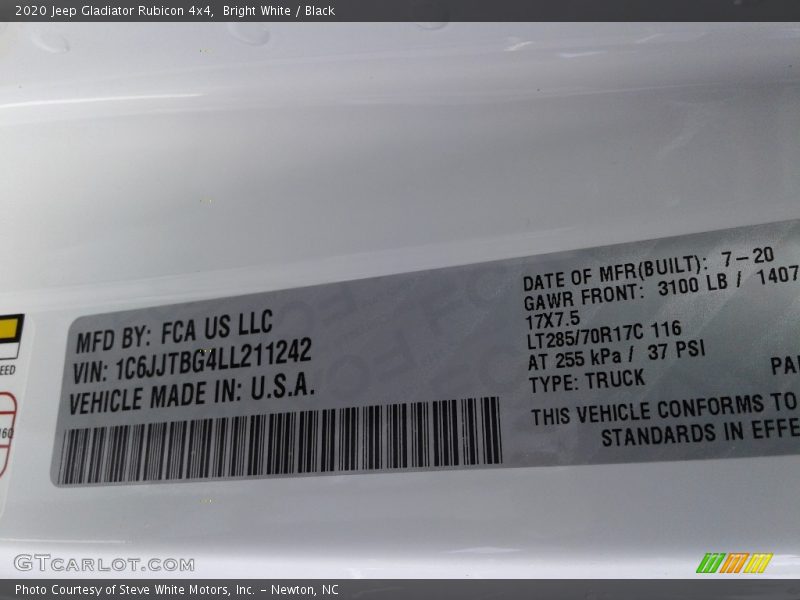 2020 Jeep Gladiator Rubicon 4x4,  Bright White / Black
MFD BY: FCA US LLC
VIN: 1C6JJTBG4LL211242
VEHICLE MADE IN: U.S.A.
DATE OF MFR(BUILT): 7-20
GAWR FRONT: 3100 LB / 1407
17X7.5
LT285/70R17C 116
AT 255 kPa / 37 PSI
TYPE: TRUCK
THIS VEHICLE CONFORMS TO
STANDARDS IN EFFE
PAI
EED
GTCARLOT.COM
Photo Courtesy of Steve White Motors, Inc. – Newton, NC